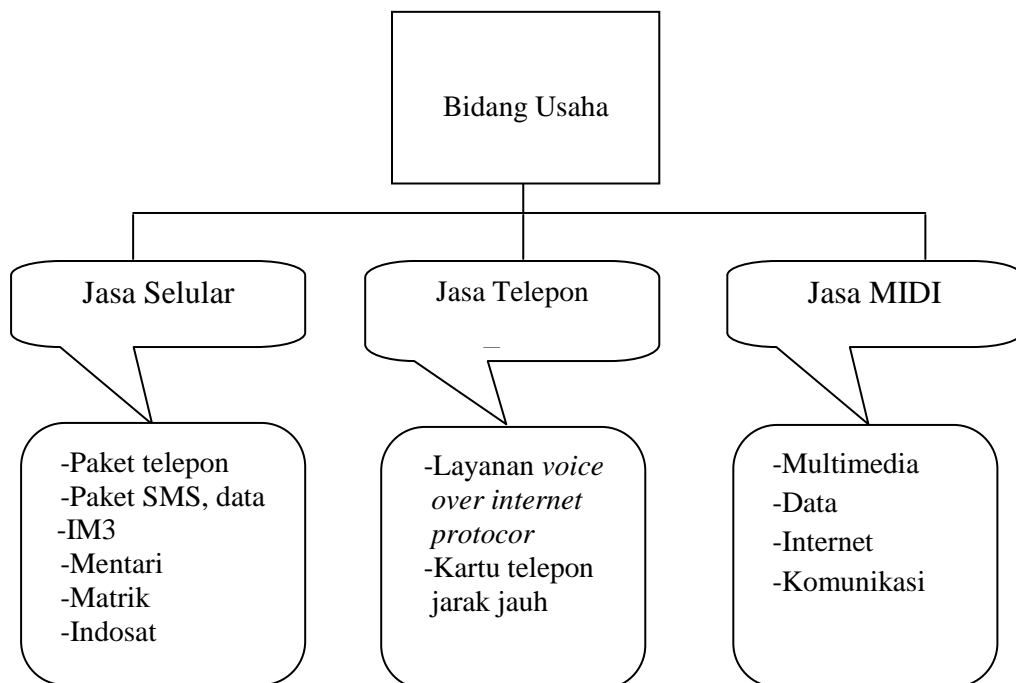 Bidang Usaha
Jasa Selular
Jasa Telepon
Jasa MIDI
-Paket telepon
-Paket SMS, data
-IM3
-Mentari
-Matrik
-Indosat
-Layanan voice
over internet
protocor
-Kartu telepon
jarak jauh
-Multimedia
-Data
-Internet
-Komunikasi